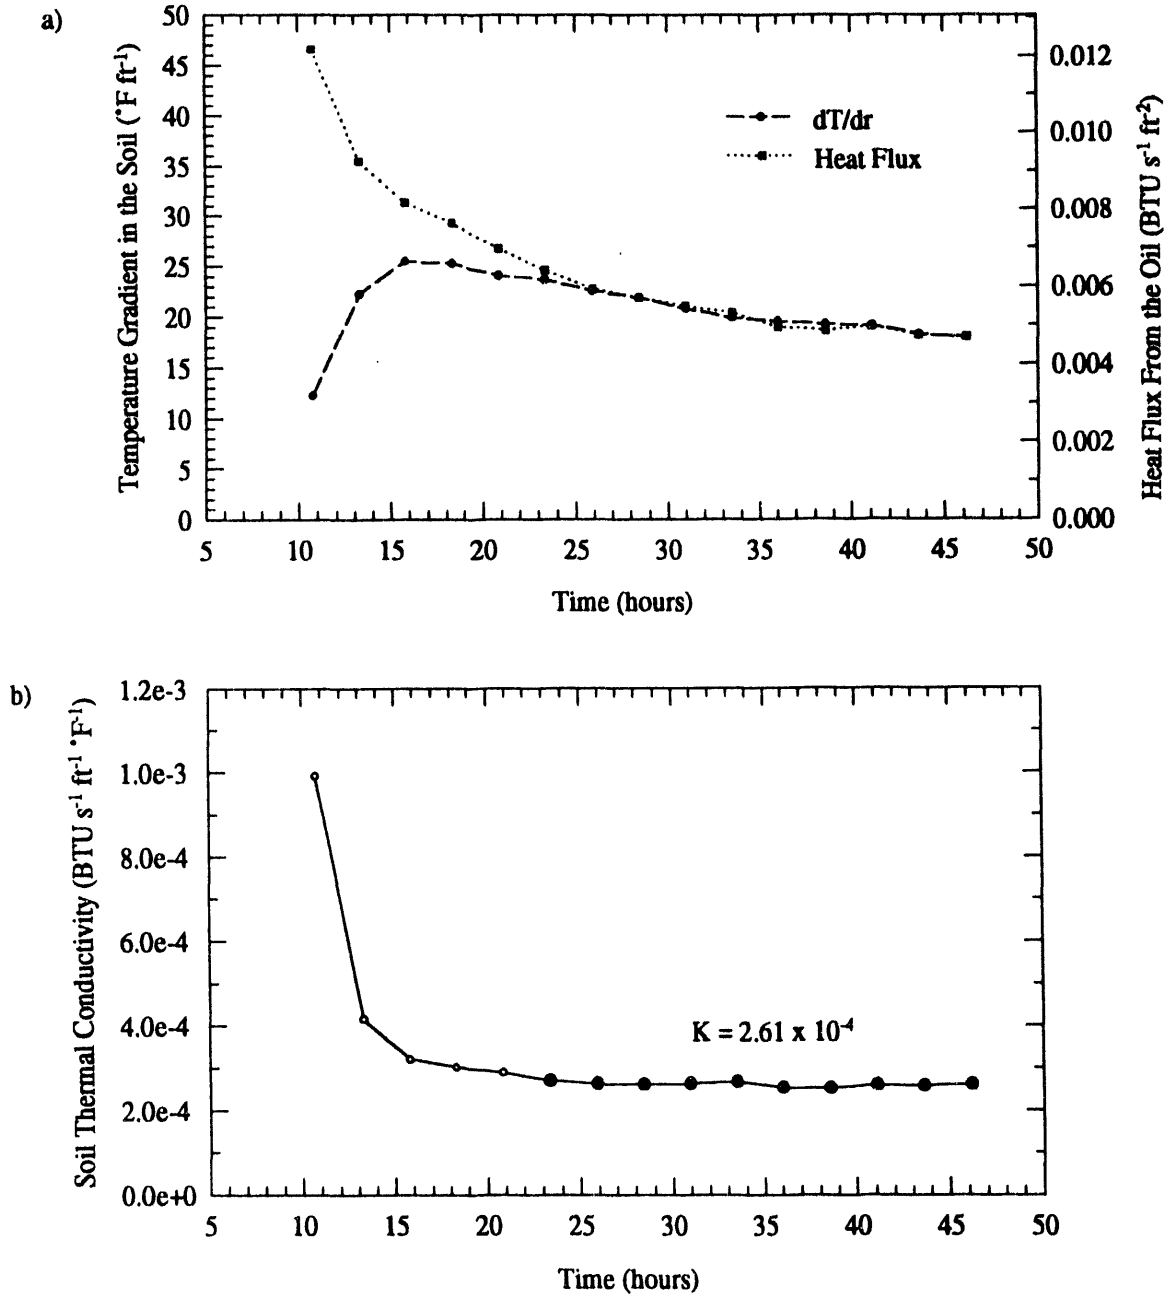 a)
Temperature Gradient in the Soil (˚F ft⁻¹)
50
45
40
35
30
25
20
15
10
5
0
dT/dr
Heat Flux
0.012
0.010
0.008
0.006
0.004
0.002
0.000
Heat Flux From the Oil (BTU s⁻¹ ft⁻²)
5 10 15 20 25 30 35 40 45 50
Time (hours)
b)
Soil Thermal Conductivity (BTU s⁻¹ ft⁻¹ ˚F⁻¹)
1.2e-3
1.0e-3
8.0e-4
6.0e-4
4.0e-4
2.0e-4
0.0e+0
K = 2.61 x 10⁻⁴
5 10 15 20 25 30 35 40 45 50
Time (hours)